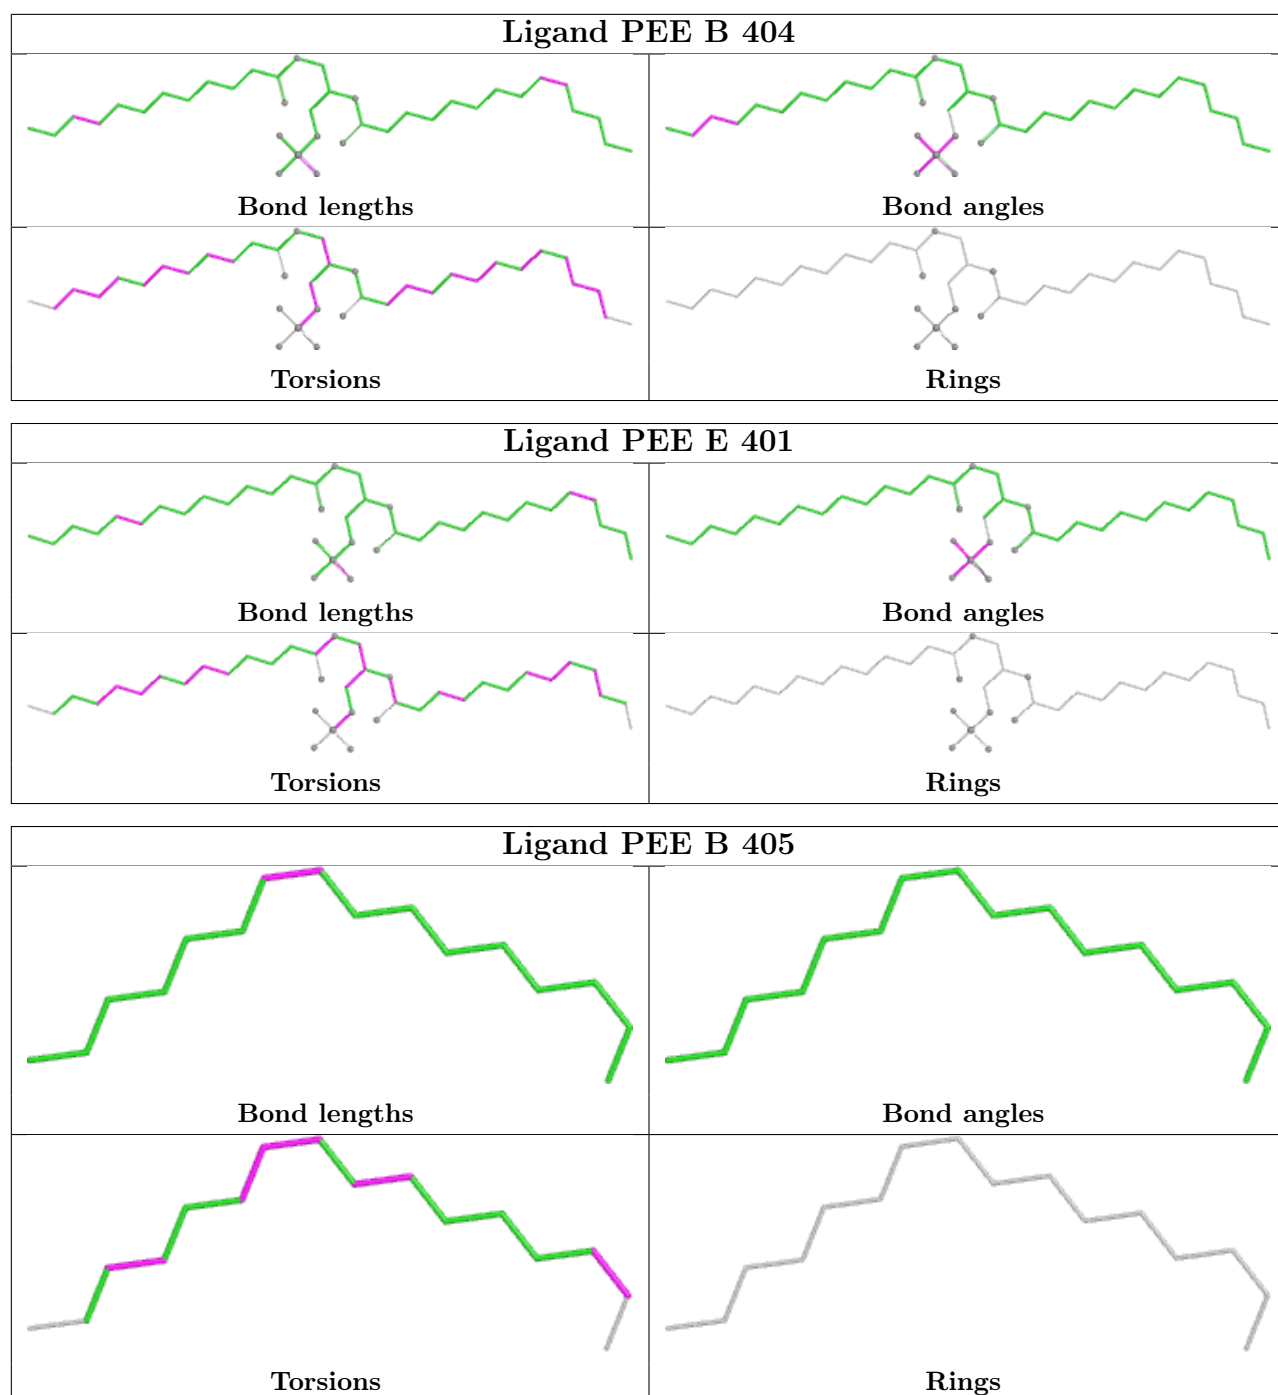 Ligand PEE B 404
Bond lengths
Bond angles
Torsions
Rings
Ligand PEE E 401
Bond lengths
Bond angles
Torsions
Rings
Ligand PEE B 405
Bond lengths
Bond angles
Torsions
Rings